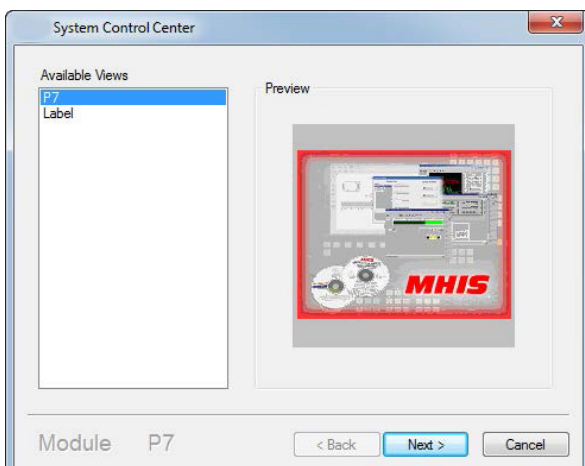 System Control Center
Available Views
P7
Label
Preview
MHIS
Module P7
< Back
Next >
Cancel